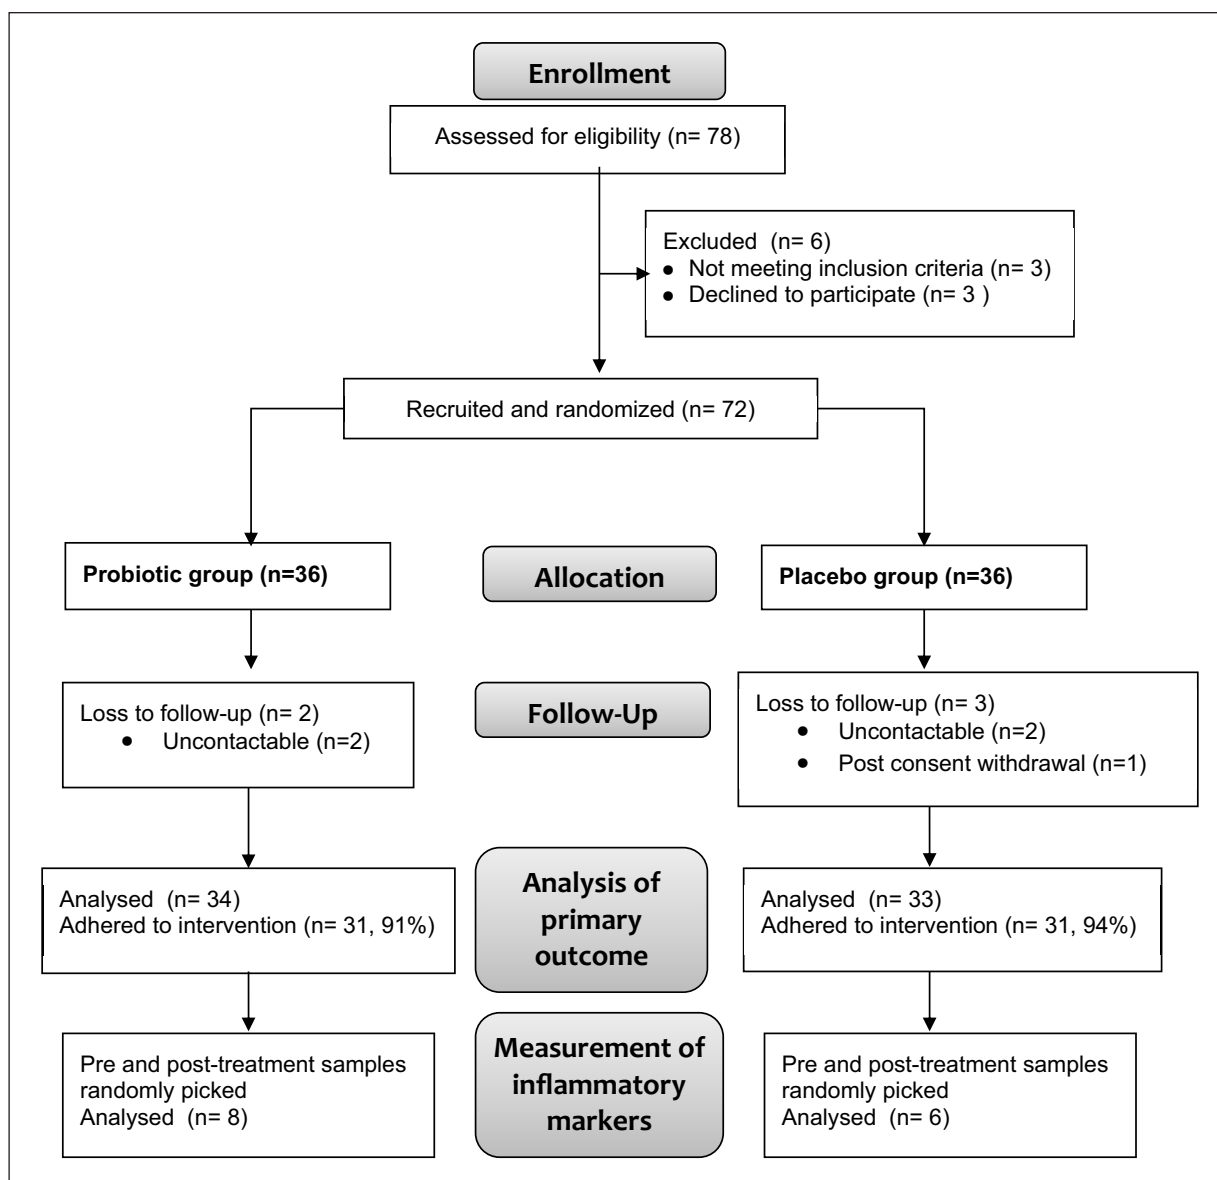 Enrollment
Assessed for eligibility (n= 78)
Excluded  (n= 6)
● Not meeting inclusion criteria (n= 3)
● Declined to participate (n= 3 )
Recruited and randomized (n= 72)
Probiotic group (n=36)
Allocation
Placebo group (n=36)
Loss to follow-up (n= 2)
● Uncontactable (n=2)
Follow-Up
Loss to follow-up (n= 3)
● Uncontactable (n=2)
● Post consent withdrawal (n=1)
Analysed  (n= 34)
Adhered to intervention (n= 31, 91%)
Analysis of
primary
outcome
Analysed  (n= 33)
Adhered to intervention (n= 31, 94%)
Pre and post-treatment samples
randomly picked
Analysed  (n= 8)
Measurement of
inflammatory
markers
Pre and post-treatment samples
randomly picked
Analysed  (n= 6)